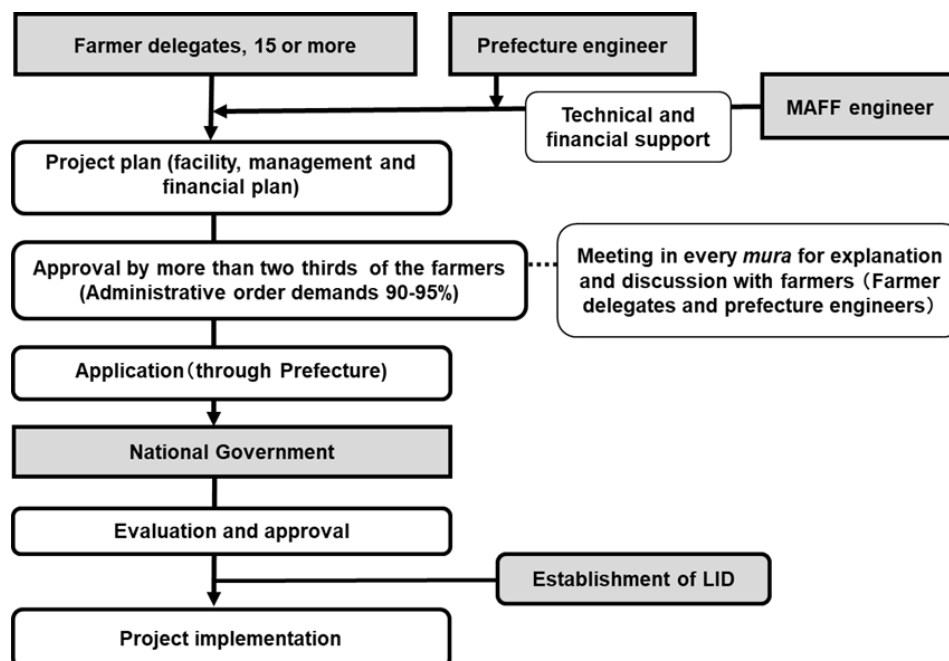 Farmer delegates, 15 or more
Prefecture engineer
MAFF engineer
Technical and
financial support
Project plan (facility, management and
financial plan)
Approval by more than two thirds of the farmers
(Administrative order demands 90-95%)
Meeting in every mura for explanation
and discussion with farmers（Farmer
delegates and prefecture engineers）
Application（through Prefecture)
National Government
Evaluation and approval
Establishment of LID
Project implementation